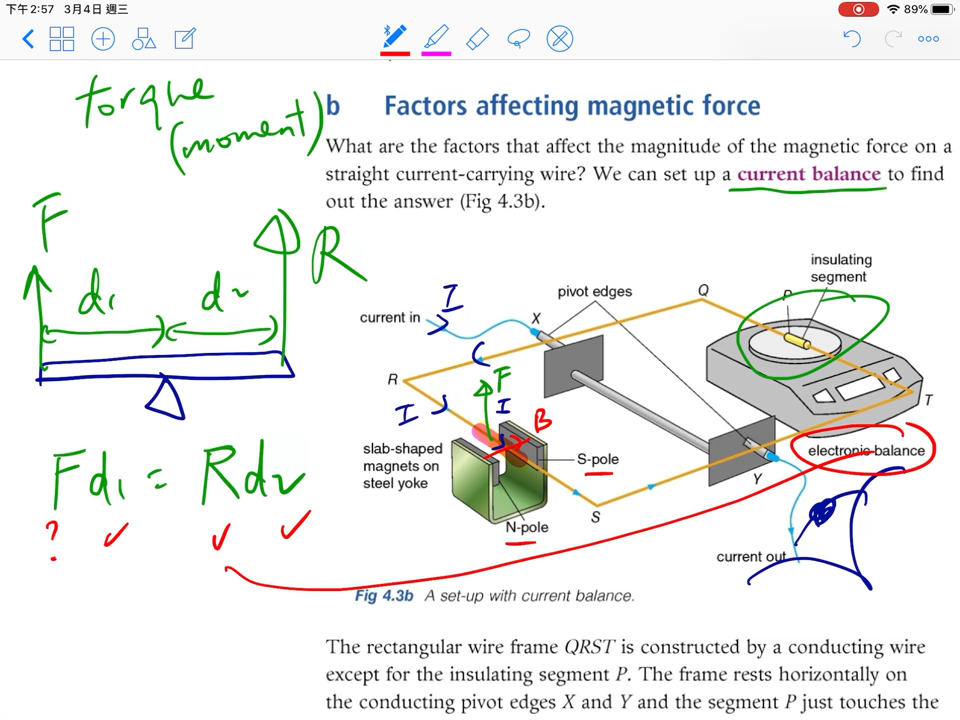 下午2:57 3月4日 週三
89%
torque
(moment)
b Factors affecting magnetic force
What are the factors that affect the magnitude of the magnetic force on a
straight current-carrying wire? We can set up a current balance to find
out the answer (Fig 4.3b).
F
R
d1
d2
Fd1 = Rd2
?
insulating
segment
P
pivot edges
Q
current in
I
X
R
I
F
I
B
T
slab-shaped
magnets on
steel yoke
S-pole
electronic balance
Y
N-pole
S
current out
Fig 4.3b A set-up with current balance.
The rectangular wire frame QRST is constructed by a conducting wire
except for the insulating segment P. The frame rests horizontally on
the conducting pivot edges X and Y and the segment P just touches the